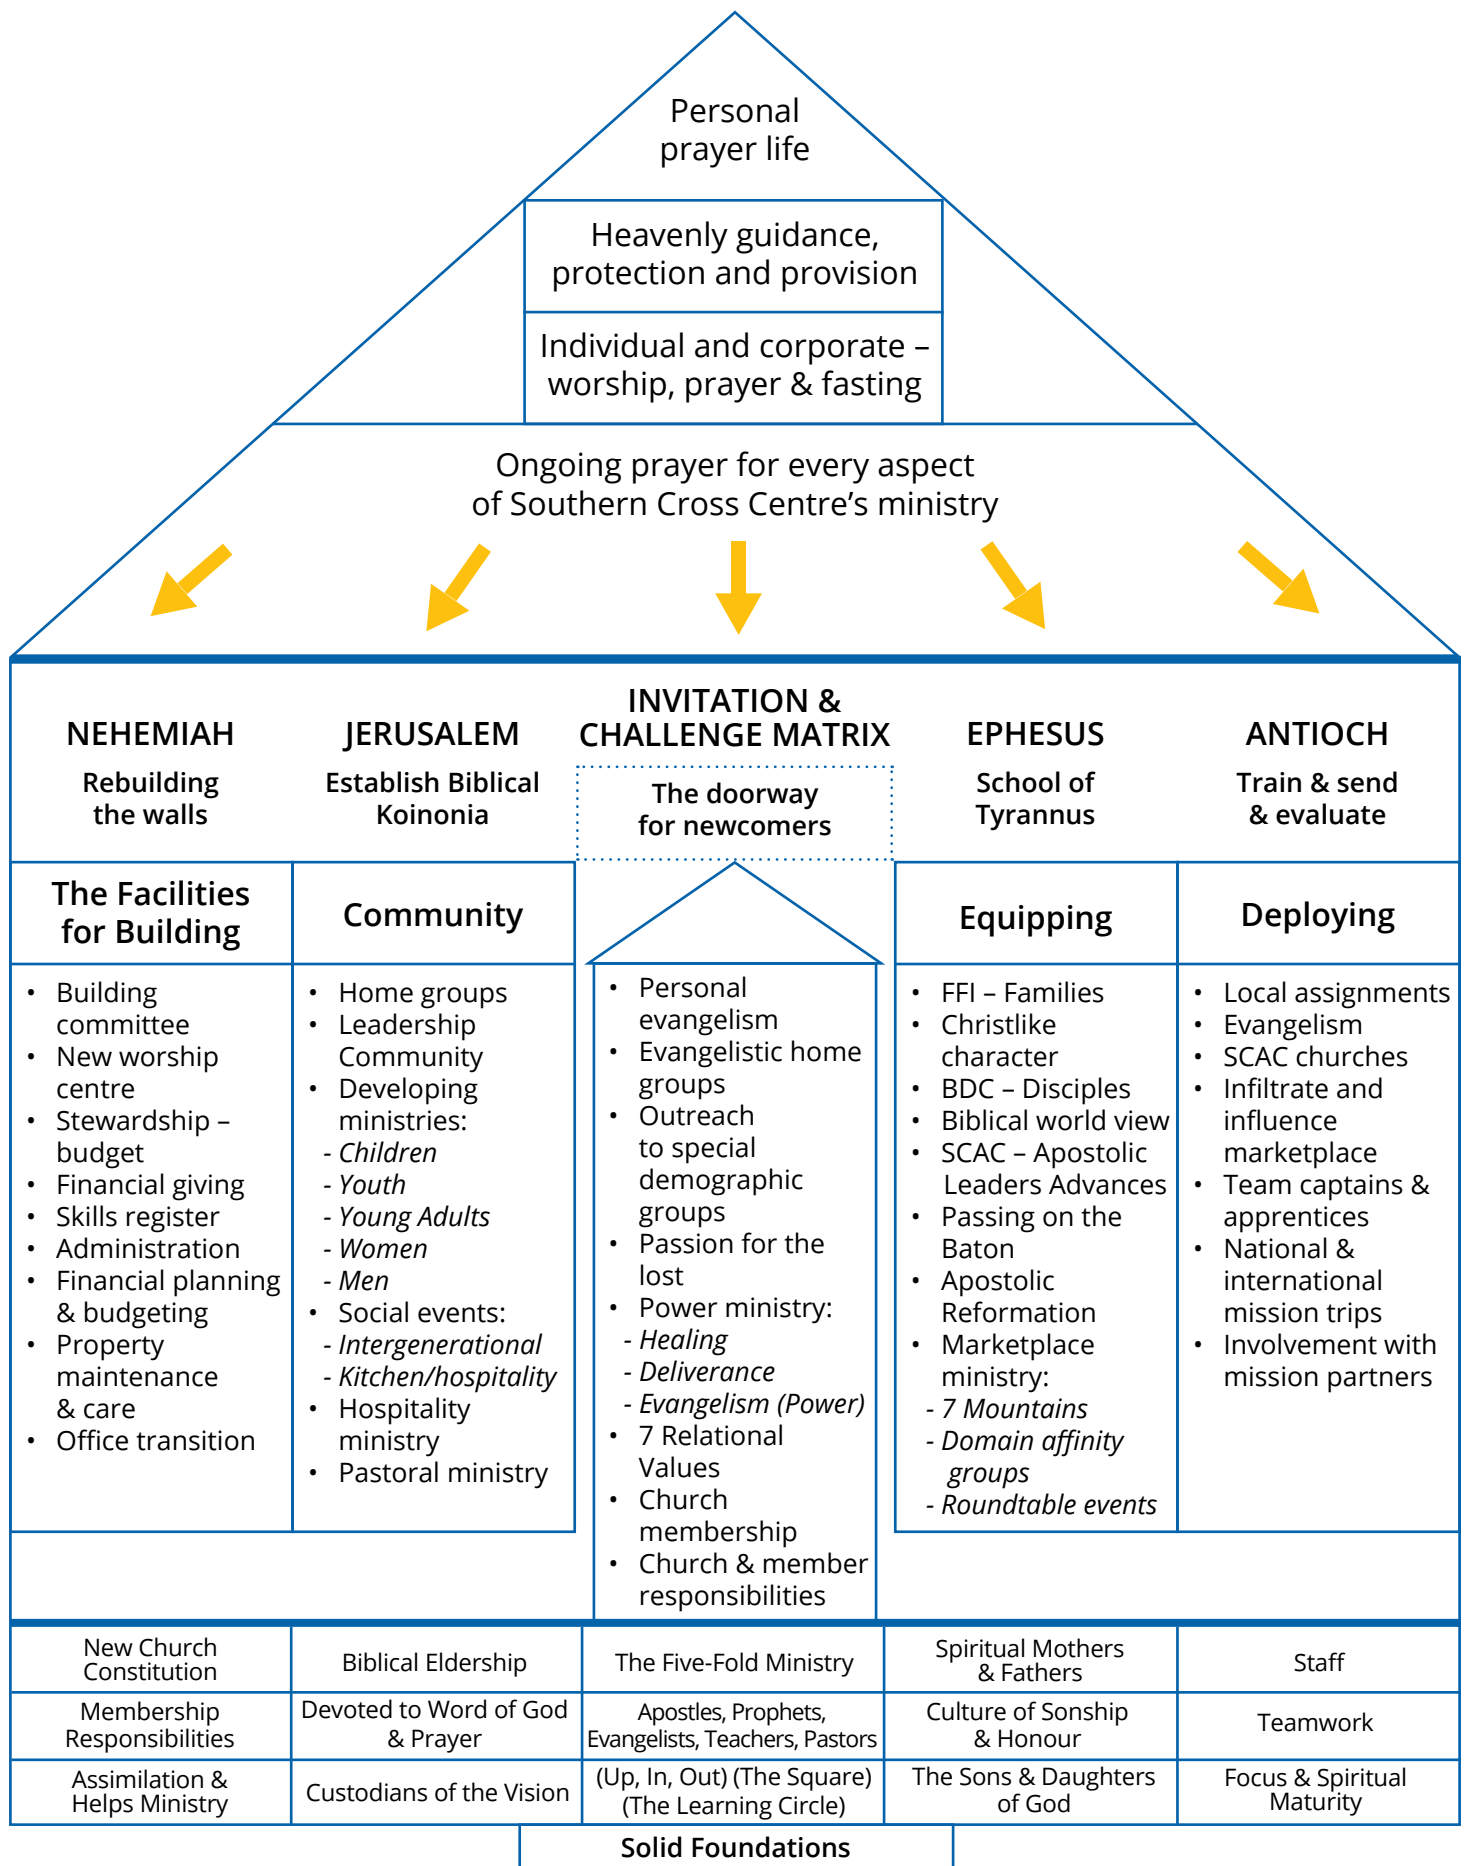 Personal
prayer life
Heavenly guidance,
protection and provision
Individual and corporate –
worship, prayer & fasting
Ongoing prayer for every aspect
of Southern Cross Centre’s ministry
NEHEMIAH
Rebuilding
the walls
JERUSALEM
Establish Biblical
Koinonia
INVITATION &
CHALLENGE MATRIX
The doorway
for newcomers
EPHESUS
School of
Tyrannus
ANTIOCH
Train & send
& evaluate
The Facilities
for Building
• Building
committee
• New worship
centre
• Stewardship –
budget
• Financial giving
• Skills register
• Administration
• Financial planning
& budgeting
• Property
maintenance
& care
• Office transition
Community
• Home groups
• Leadership
Community
• Developing
ministries:
- Children
- Youth
- Young Adults
- Women
- Men
• Social events:
- Intergenerational
- Kitchen/hospitality
• Hospitality
ministry
• Pastoral ministry
• Personal
evangelism
• Evangelistic home
groups
• Outreach
to special
demographic
groups
• Passion for the
lost
• Power ministry:
- Healing
- Deliverance
- Evangelism (Power)
• 7 Relational
Values
• Church
membership
• Church & member
responsibilities
Equipping
• FFI – Families
• Christlike
character
• BDC – Disciples
• Biblical world view
• SCAC – Apostolic
Leaders Advances
• Passing on the
Baton
• Apostolic
Reformation
• Marketplace
ministry:
- 7 Mountains
- Domain affinity
groups
- Roundtable events
Deploying
• Local assignments
• Evangelism
• SCAC churches
• Infiltrate and
influence
marketplace
• Team captains &
apprentices
• National &
international
mission trips
• Involvement with
mission partners
New Church
Constitution
Biblical Eldership
The Five-Fold Ministry
Spiritual Mothers
& Fathers
Staff
Membership
Responsibilities
Devoted to Word of God
& Prayer
Apostles, Prophets,
Evangelists, Teachers, Pastors
Culture of Sonship
& Honour
Teamwork
Assimilation &
Helps Ministry
Custodians of the Vision
(Up, In, Out) (The Square)
(The Learning Circle)
The Sons & Daughters
of God
Focus & Spiritual
Maturity
Solid Foundations